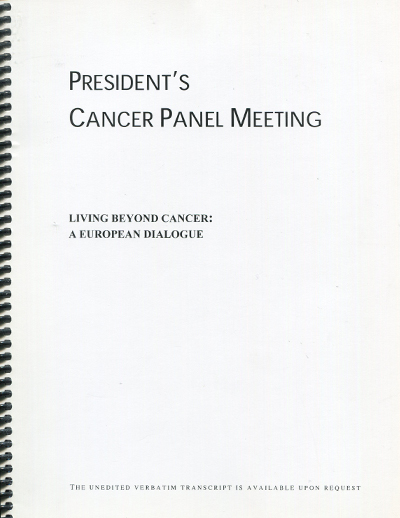 PRESIDENT'S
CANCER PANEL MEETING
LIVING BEYOND CANCER:
A EUROPEAN DIALOGUE
THE UNEDITED VERBATIM TRANSCRIPT IS AVAILABLE UPON REQUEST